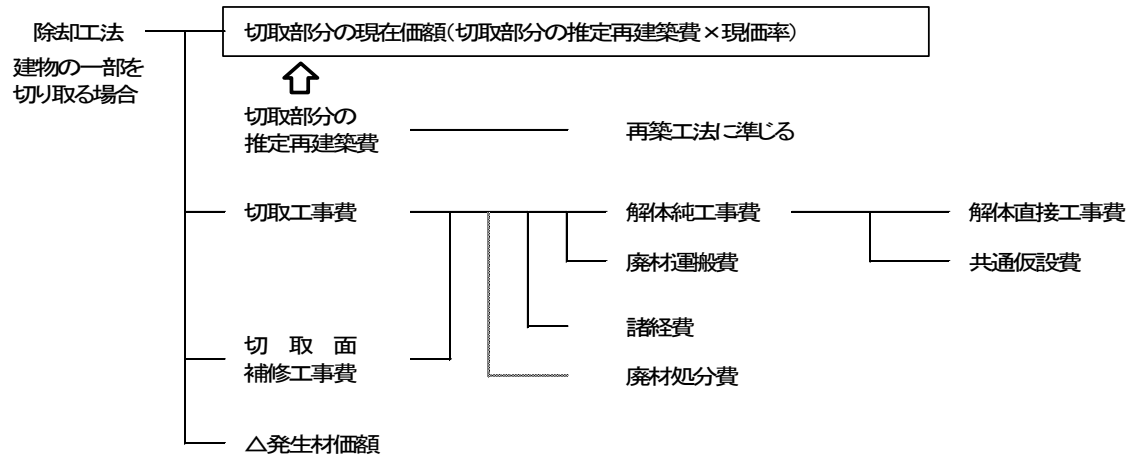 除却工法
建物の一部を
切り取る場合
切取部分の現在価額(切取部分の推定再建築費×現価率)
切取部分の
推定再建築費
再築工法に準じる
切取工事費
解体純工事費
解体直接工事費
廃材運搬費
共通仮設費
諸経費
切　取　面
補修工事費
廃材処分費
△発生材価額